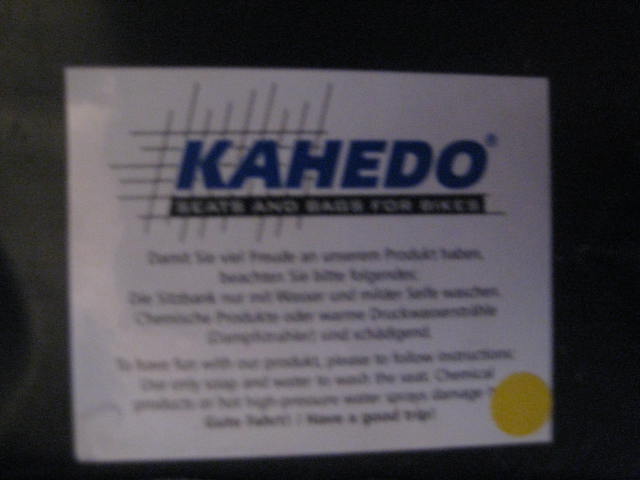 KAHEDO®
SEATS AND BAGS FOR BIKES
Damit Sie viel Freude an unserem Produkt haben,
beachten Sie bitte folgendes:
Die Sitzbank nur mit Wasser und milder Seife waschen.
Chemische Produkte oder warme Druckwasserstrahle
(Dampfstrahler) sind schädigend.
To have fun with our product, please to follow instructions:
Use only soap and water to wash the seat. Chemical
products or hot high-pressure water sprays damage
Gute Fahrt! / Have a good trip!